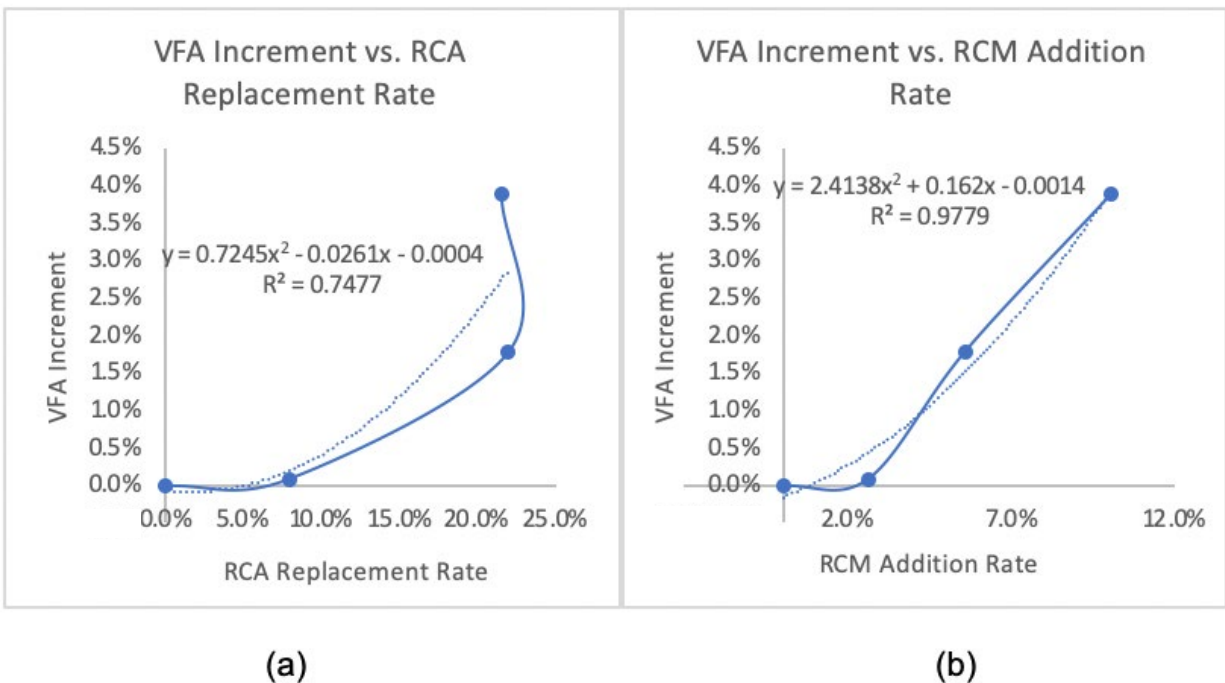 VFA Increment vs. RCA
Replacement Rate
4.5%
4.0%
3.5%
3.0%
2.5%
2.0%
1.5%
1.0%
0.5%
0.0%
VFA Increment
y = 0.7245x² - 0.0261x - 0.0004
R² = 0.7477
0.0% 5.0% 10.0% 15.0% 20.0% 25.0%
RCA Replacement Rate
(a)
VFA Increment vs. RCM Addition
Rate
4.5%
4.0%
3.5%
3.0%
2.5%
2.0%
1.5%
1.0%
0.5%
0.0%
VFA Increment
y = 2.4138x² + 0.162x - 0.0014
R² = 0.9779
2.0% 7.0% 12.0%
RCM Addition Rate
(b)